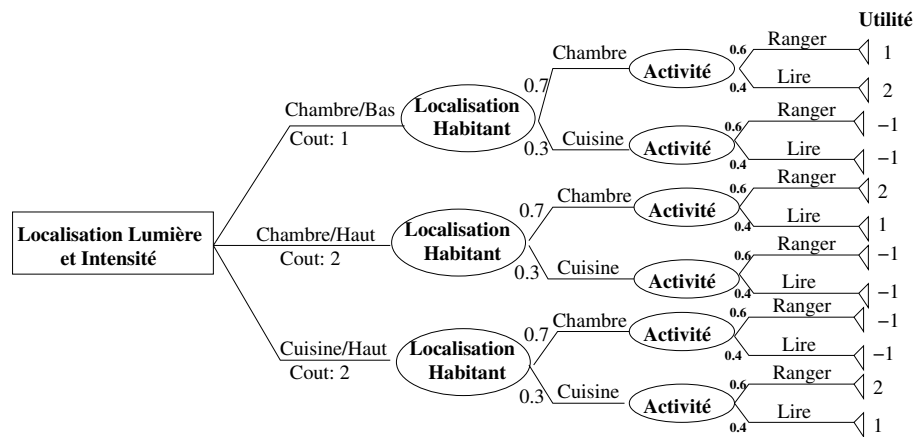 Utilité
Ranger
0.6
1
Chambre
Activité
Lire
0.4
2
0.7
Chambre/Bas
Cout: 1
Localisation
Habitant
Ranger
0.6
−1
0.3
Cuisine
Activité
Lire
0.4
−1
Ranger
0.6
2
Chambre
Activité
Lire
0.4
1
0.7
Localisation Lumière
et Intensité
Chambre/Haut
Cout: 2
Localisation
Habitant
Ranger
0.6
−1
0.3
Cuisine
Activité
Lire
0.4
−1
Ranger
0.6
−1
Chambre
Activité
Lire
0.4
−1
0.7
Cuisine/Haut
Cout: 2
Localisation
Habitant
Ranger
0.6
2
0.3
Cuisine
Activité
Lire
0.4
1